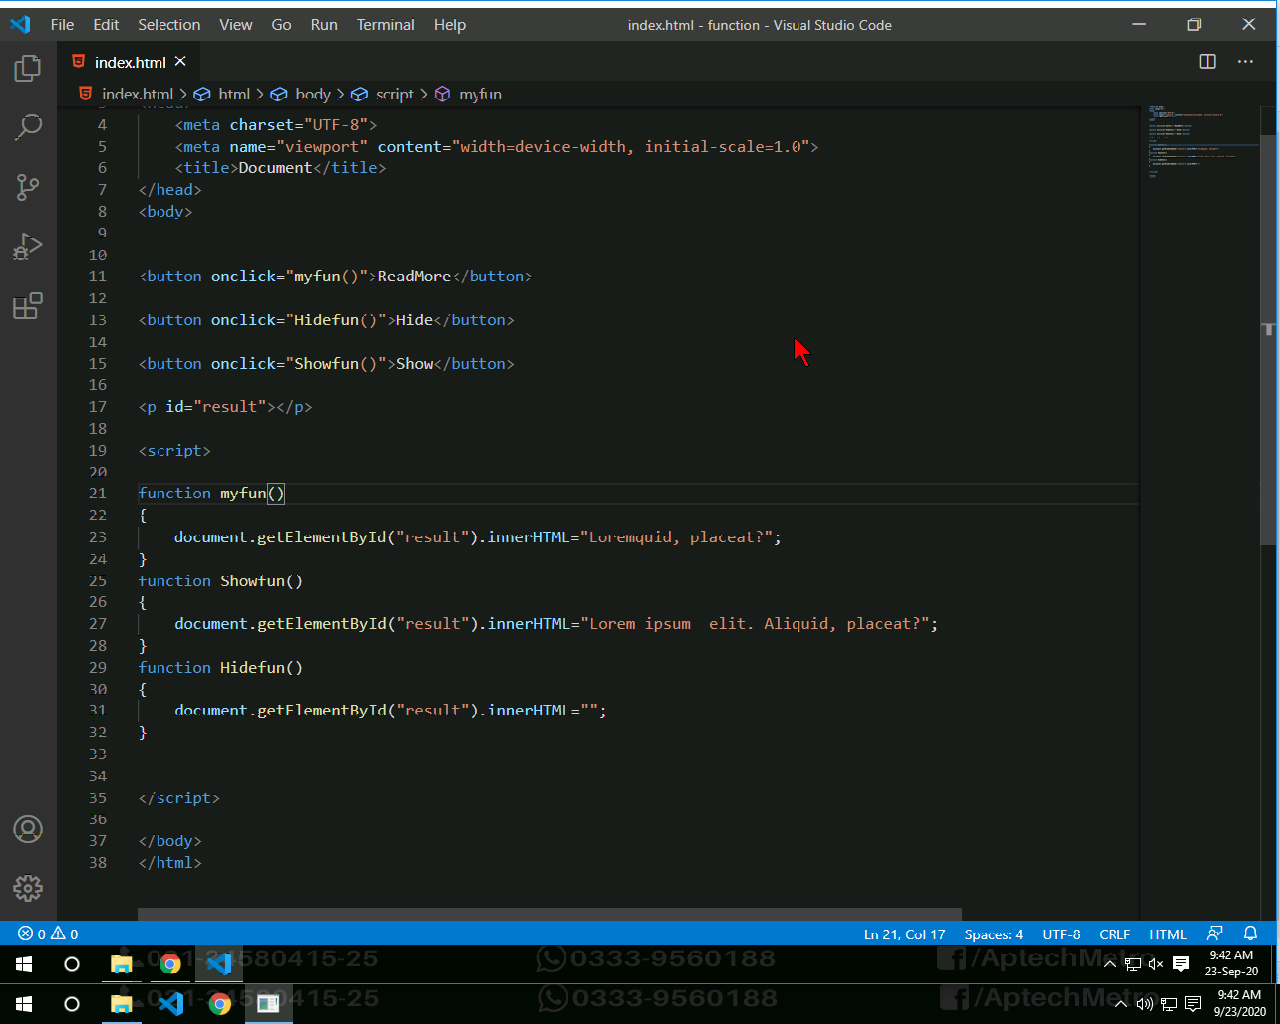 File Edit Selection View Go Run Terminal Help index.html - function - Visual Studio Code
index.html
index.html > html > body > script > myfun
4 <meta charset="UTF-8">
5 <meta name="viewport" content="width=device-width, initial-scale=1.0">
6 <title>Document</title>
7 </head>
8 <body>
9
10
11 <button onclick="myfun()">ReadMore</button>
12
13 <button onclick="Hidefun()">Hide</button>
14
15 <button onclick="Showfun()">Show</button>
16
17 <p id="result"></p>
18
19 <script>
20
21 function myfun()
22 {
23 document.getElementById("result").innerHTML="Loremquid, placeat?";
24 }
25 function Showfun()
26 {
27 document.getElementById("result").innerHTML="Lorem ipsum  elit. Aliquid, placeat?";
28 }
29 function Hidefun()
30 {
31 document.getElementById("result").innerHTML="";
32 }
33
34
35 </script>
36
37 </body>
38 </html>
0 0 Ln 21, Col 17 Spaces: 4 UTF-8 CRLF HTML
0333-9560188 /AptechMetro 9:42 AM
23-Sep-20
0333-9560188 /AptechMetro 9:42 AM
9/23/2020